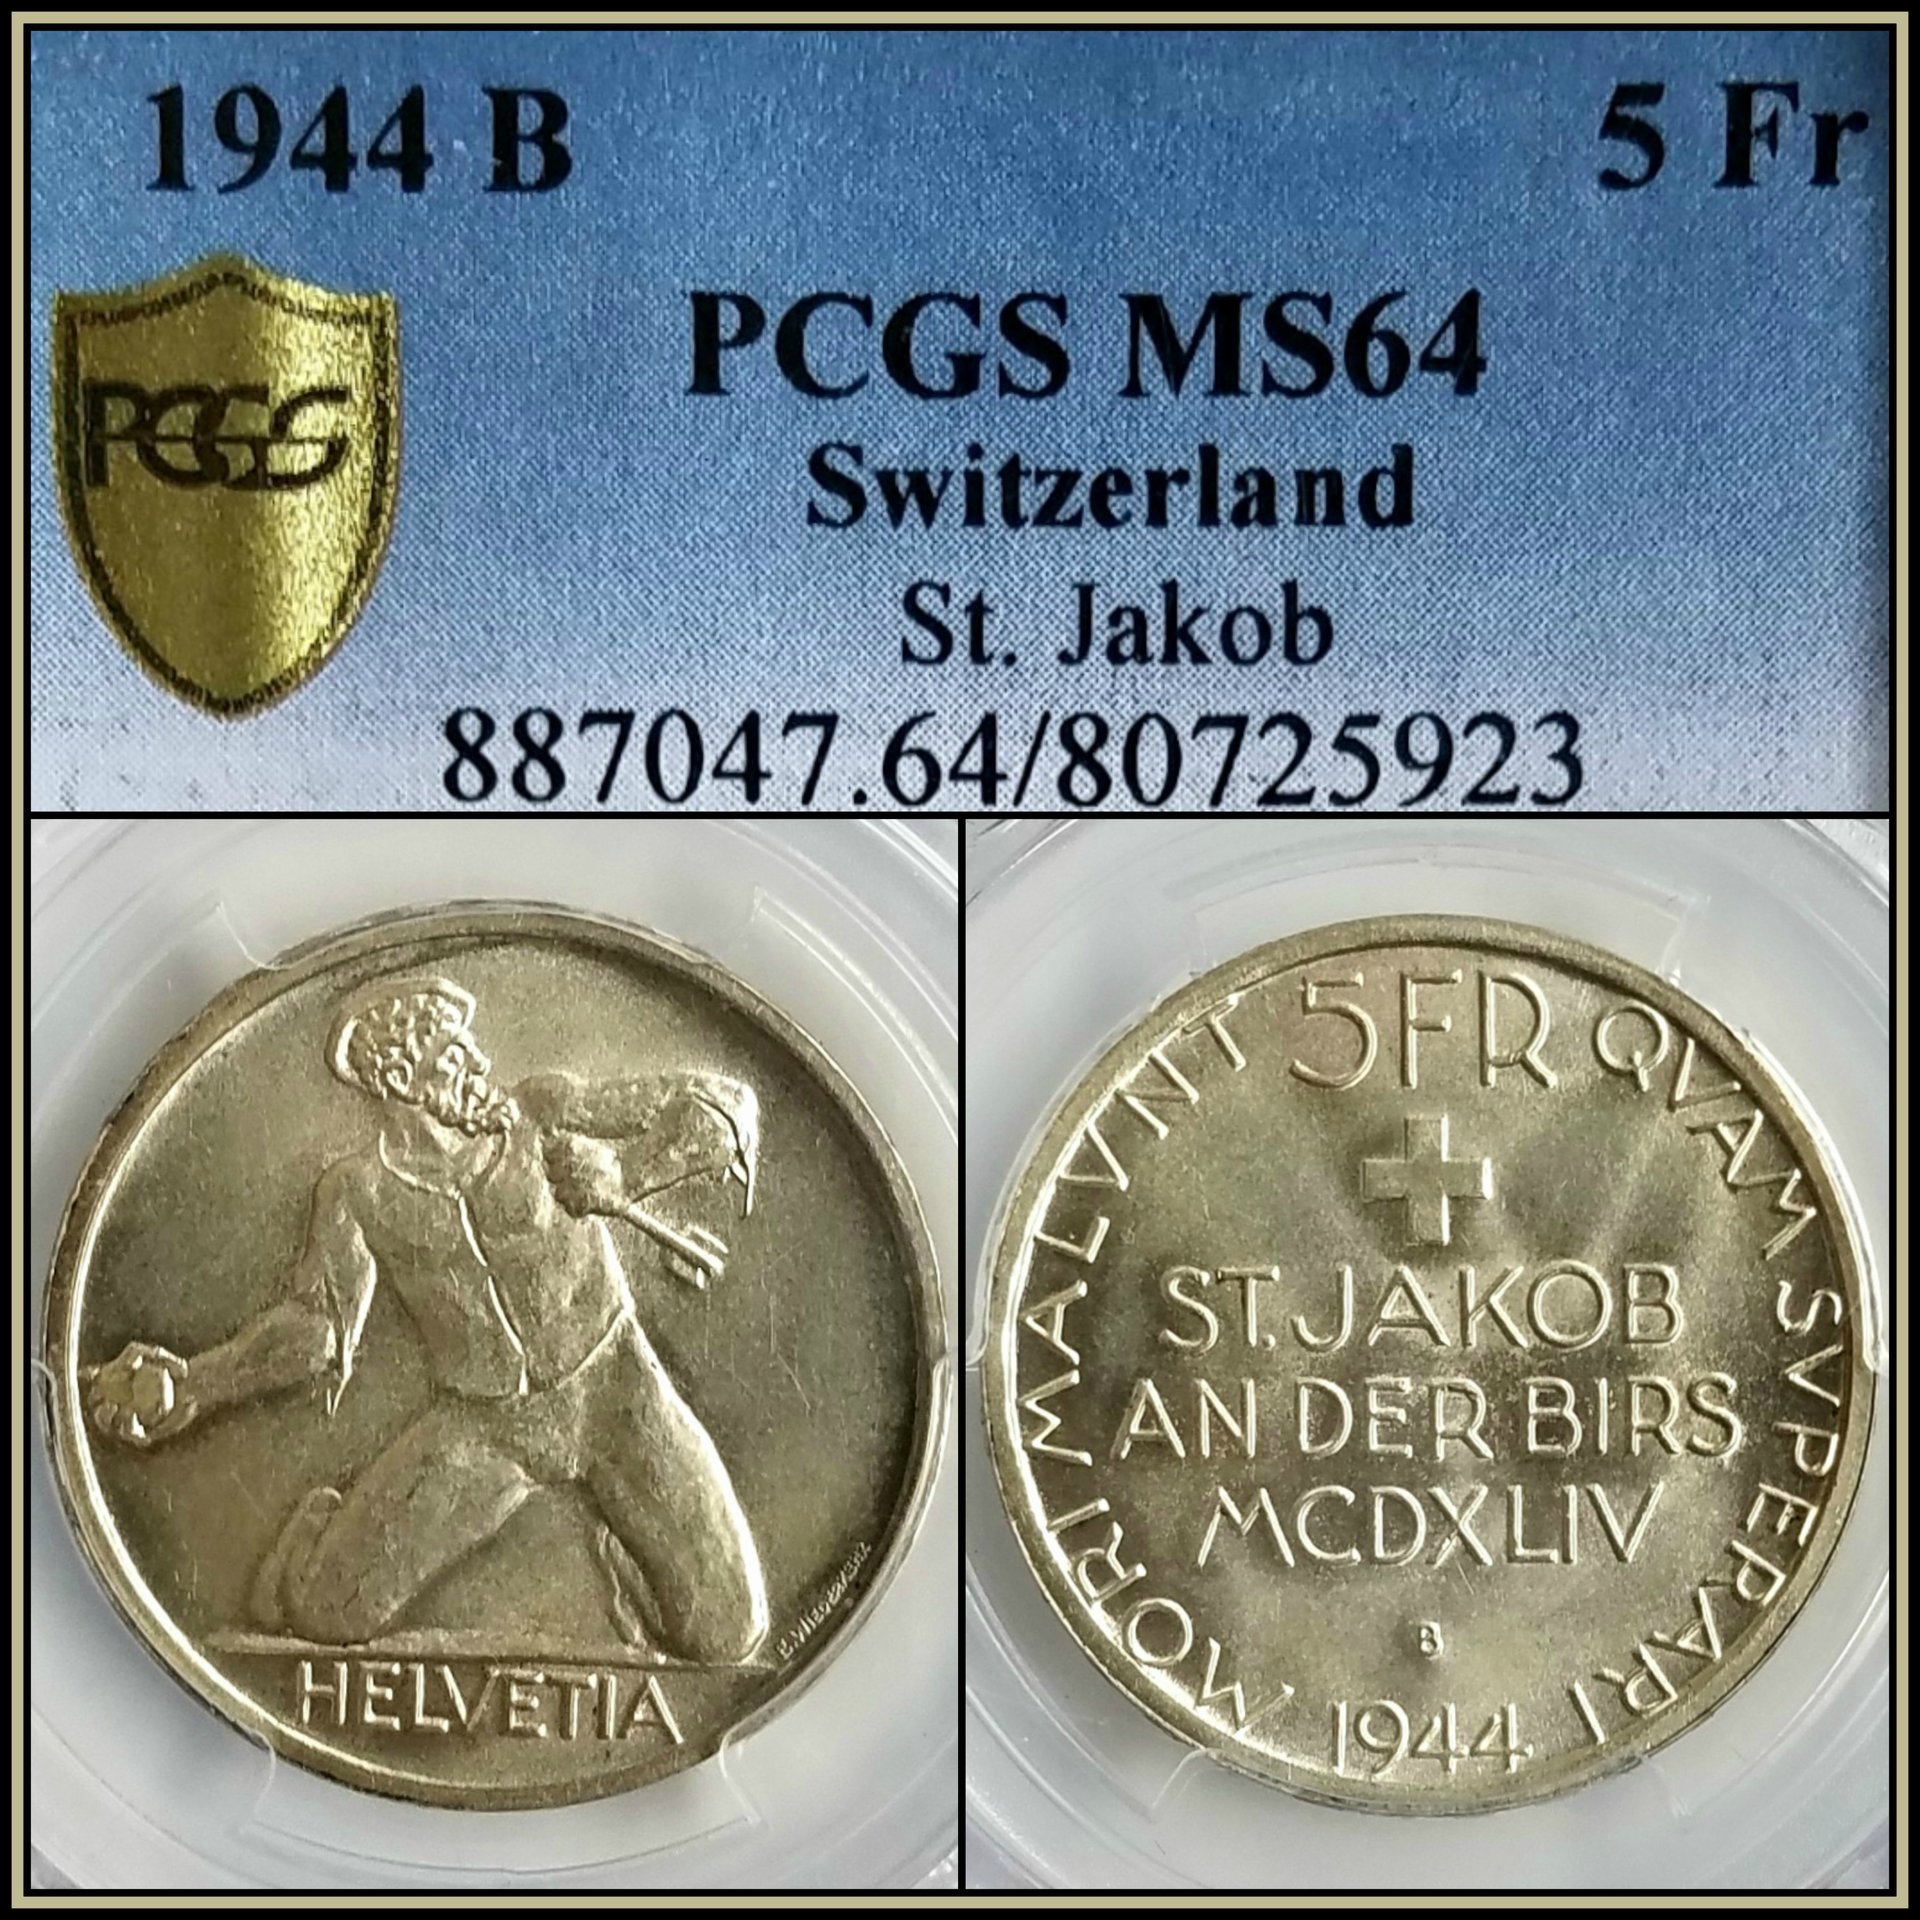 1944 B 5 Fr
PCGS
PCGS MS64
Switzerland
St. Jakob
887047.64/80725923
HELVETIA
5FR
ST. JAKOB
AN DER BIRS
MCDXLIV
B
1944
MORI MALVNT QVAM SVPERARI